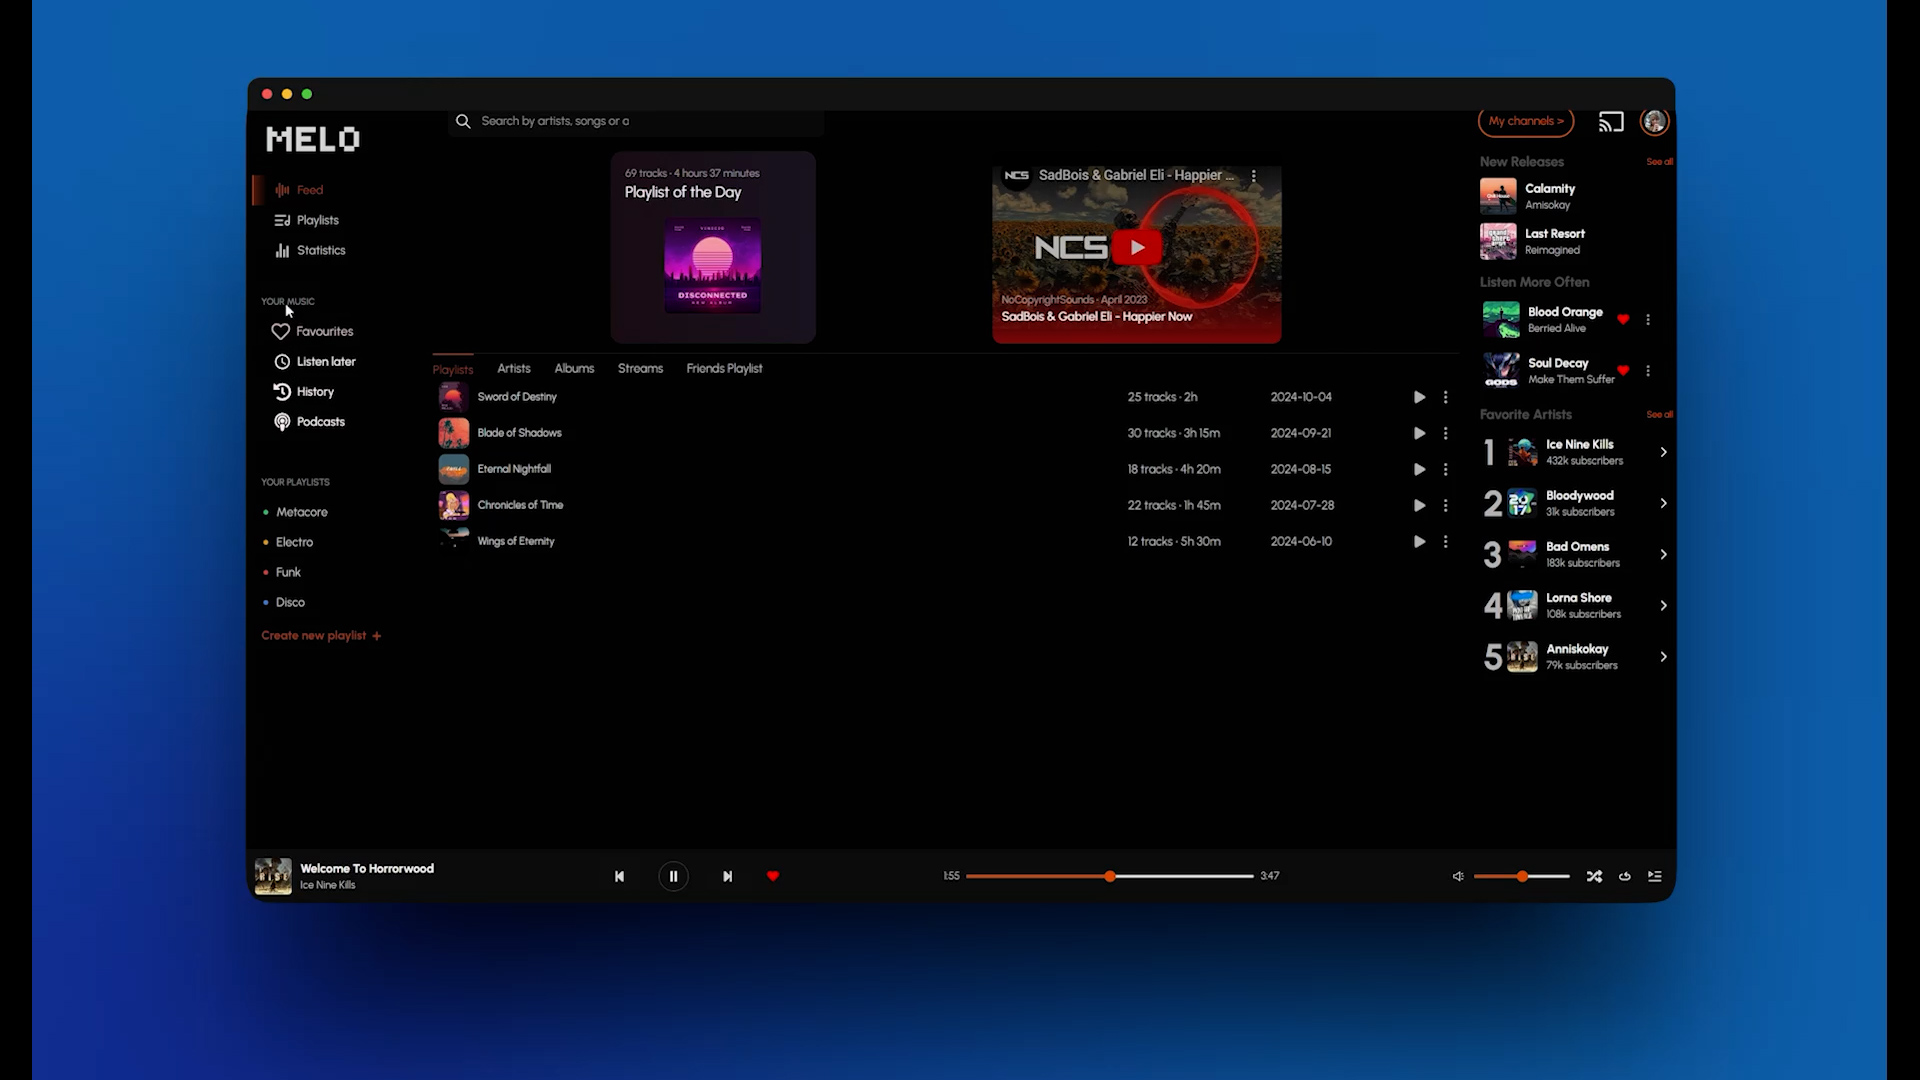 MELO
Search by artists, songs or a
My channels >
Feed
Playlists
Statistics
YOUR MUSIC
Favourites
Listen later
History
Podcasts
YOUR PLAYLISTS
Metacore
Electro
Funk
Disco
Create new playlist +
69 tracks · 4 hours 37 minutes
Playlist of the Day
DISCONNECTED
NEW ALBUM
NCS
SadBois & Gabriel Eli - Happier ...
NCS
NoCopyrightSounds · April 2023
SadBois & Gabriel Eli - Happier Now
Playlists
Artists
Albums
Streams
Friends Playlist
Sword of Destiny
25 tracks · 2h
2024-10-04
Blade of Shadows
30 tracks · 3h 15m
2024-09-21
Eternal Nightfall
18 tracks · 4h 20m
2024-08-15
Chronicles of Time
22 tracks · 1h 45m
2024-07-28
Wings of Eternity
12 tracks · 5h 30m
2024-06-10
New Releases
See all
Calamity
Amisokay
Last Resort
Reimagined
Listen More Often
Blood Orange
Berried Alive
Soul Decay
Make Them Suffer
Favorite Artists
See all
1
Ice Nine Kills
432k subscribers
2
Bloodywood
31k subscribers
3
Bad Omens
183k subscribers
4
Lorna Shore
108k subscribers
5
Anniskokay
79k subscribers
Welcome To Horrorwood
Ice Nine Kills
1:55
3:47